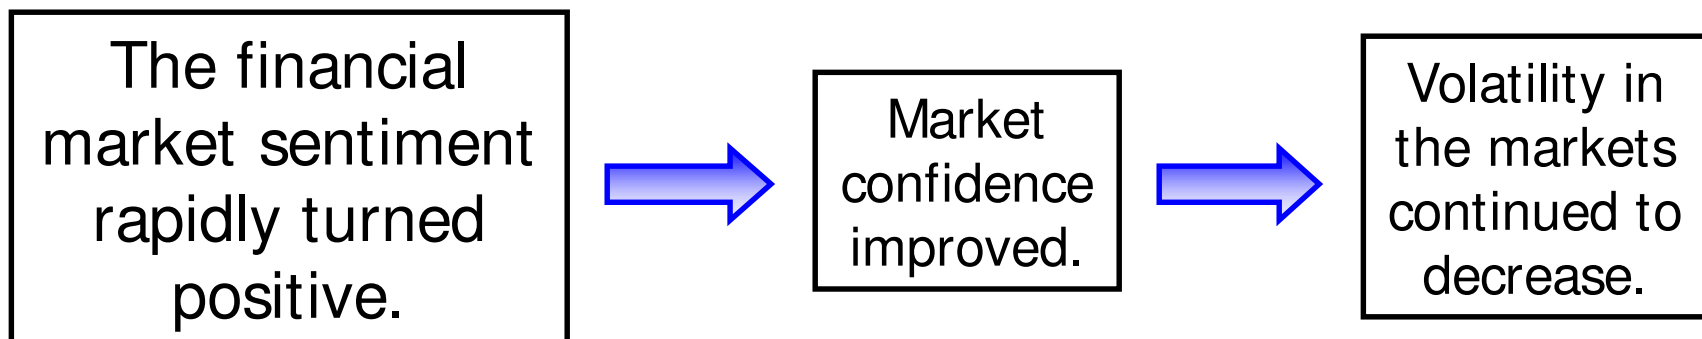 The financial
market sentiment
rapidly turned
positive.
Market
confidence
improved.
Volatility in
the markets
continued to
decrease.